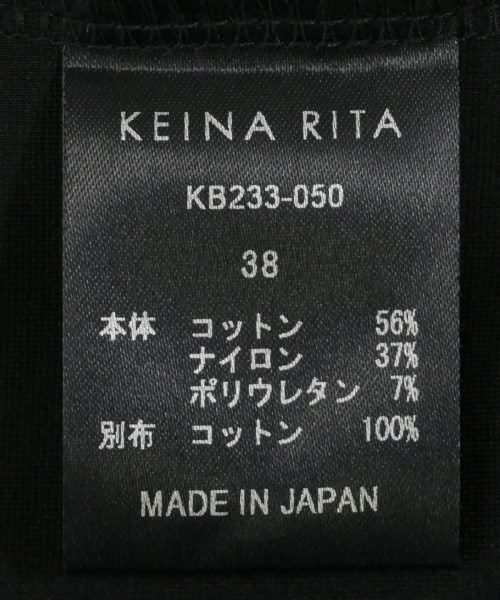 KEINA RITA
KB233-050
38
本体 コットン 56%
ナイロン 37%
ポリウレタン 7%
別布 コットン 100%
MADE IN JAPAN